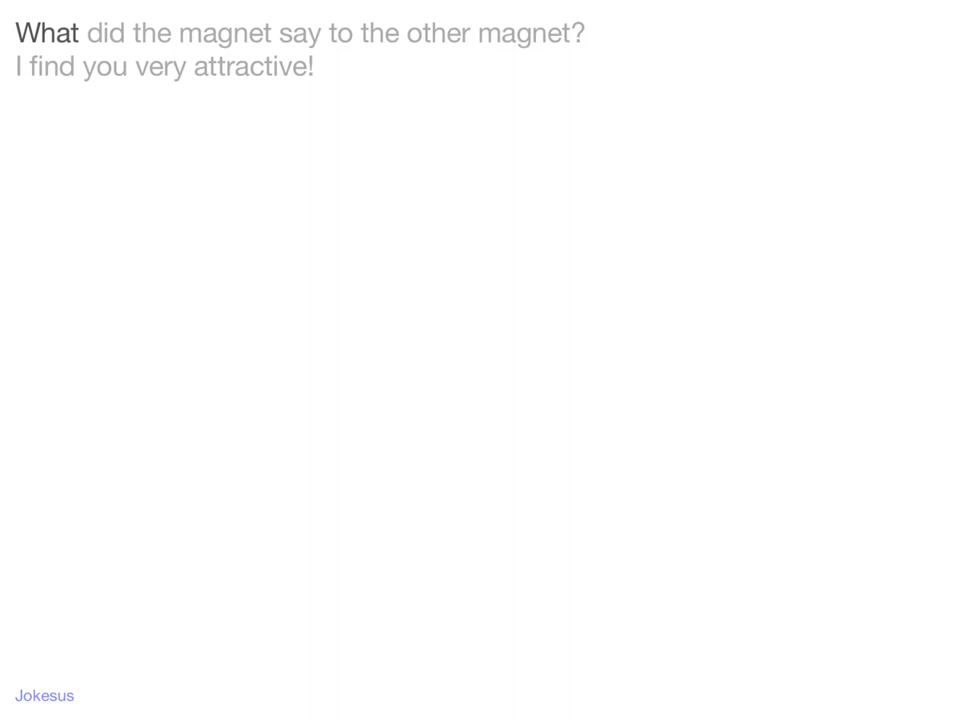 What did the magnet say to the other magnet?
I find you very attractive!
Jokesus